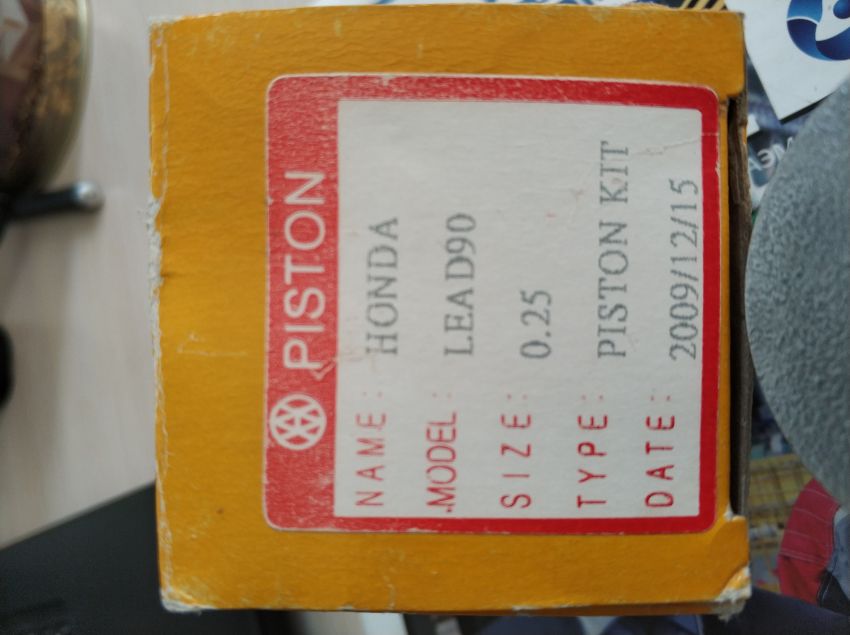 PISTON
NAME: HONDA
.MODEL: LEAD90
SIZE: 0.25
TYPE: PISTON KIT
DATE: 2009/12/15